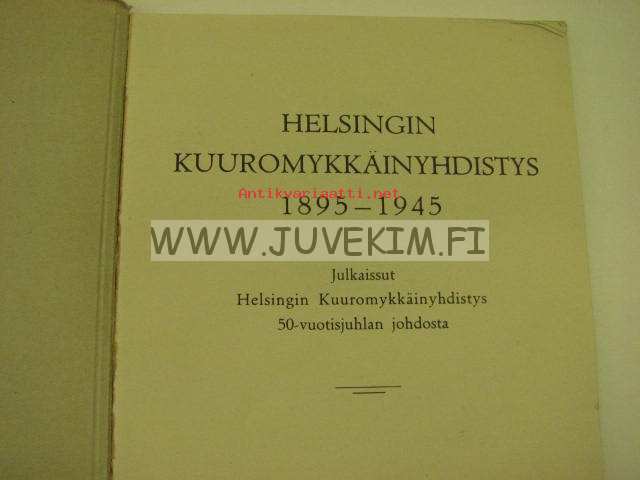 HELSINGIN
KUUROMYKKÄINYHDISTYS
Antikvariaatti.net
1895–1945
WWW.JUVEKIM.FI
Julkaissut
Helsingin Kuuromykkäinyhdistys
50-vuotisjuhlan johdosta